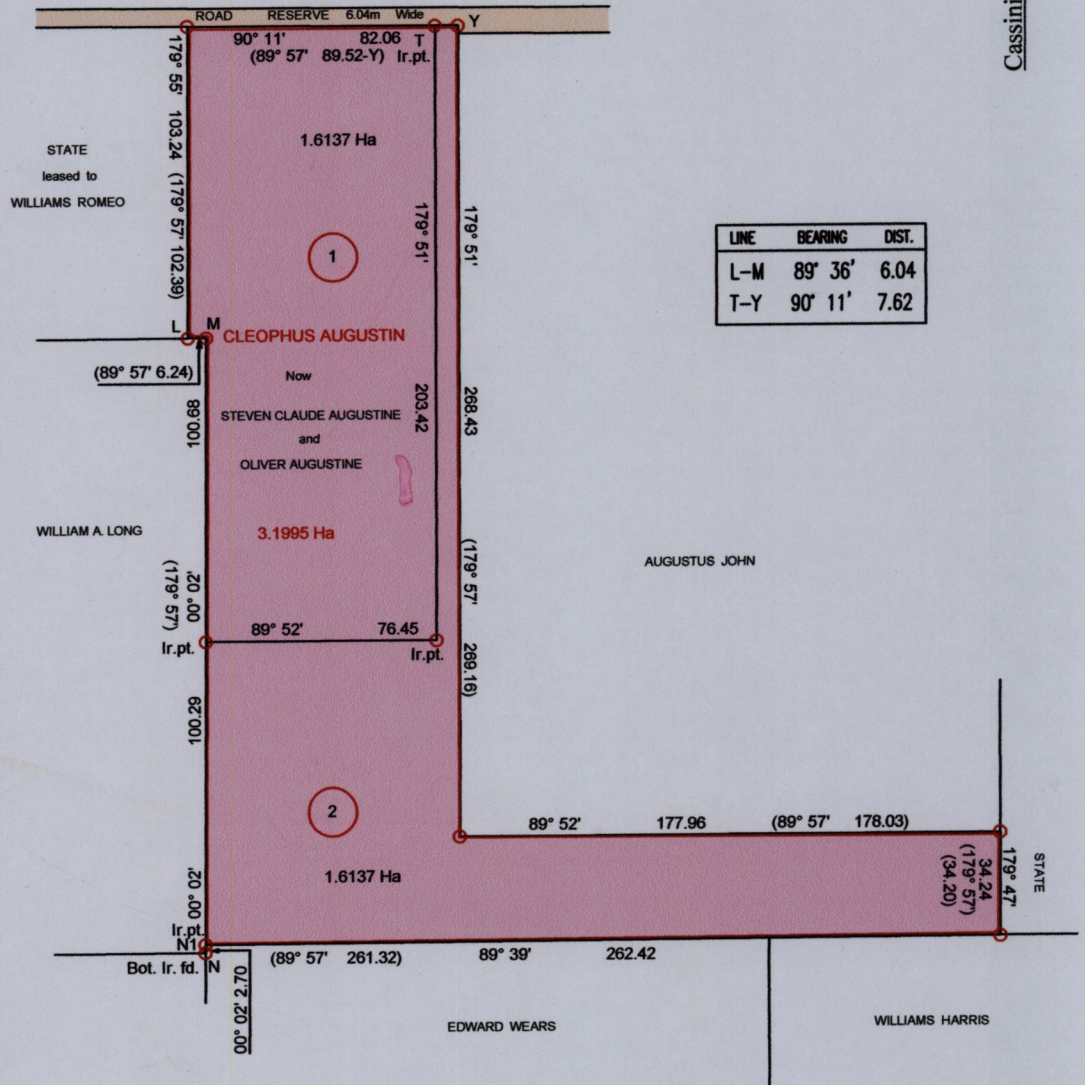 ROAD RESERVE 6.04m Wide
Y
90° 11' 82.06 T
(89° 57' 89.52-Y) Ir.pt.
Cassini
179° 55' 103.24 (179° 57' 102.39)
1.6137 Ha
STATE
leased to
WILLIAMS ROMEO
179° 51'
203.42
179° 51'
268.43
(179° 57' 269.16)
1
LINE BEARING DIST.
L-M 89° 36' 6.04
T-Y 90° 11' 7.62
L
M
CLEOPHUS AUGUSTIN
(89° 57' 6.24)
Now
STEVEN CLAUDE AUGUSTINE
and
OLIVER AUGUSTINE
100.68
00° 02'
(179° 57')
WILLIAM A. LONG
3.1995 Ha
AUGUSTUS JOHN
89° 52' 76.45
Ir.pt.
Ir.pt.
100.29
00° 02'
2
89° 52' 177.96 (89° 57' 178.03)
1.6137 Ha
34.24
(179° 57')
(34.20)
179° 47'
STATE
Ir.pt.
N1
Bot. Ir. fd.
N
00° 02' 2.70
(89° 57' 261.32) 89° 39' 262.42
EDWARD WEARS
WILLIAMS HARRIS